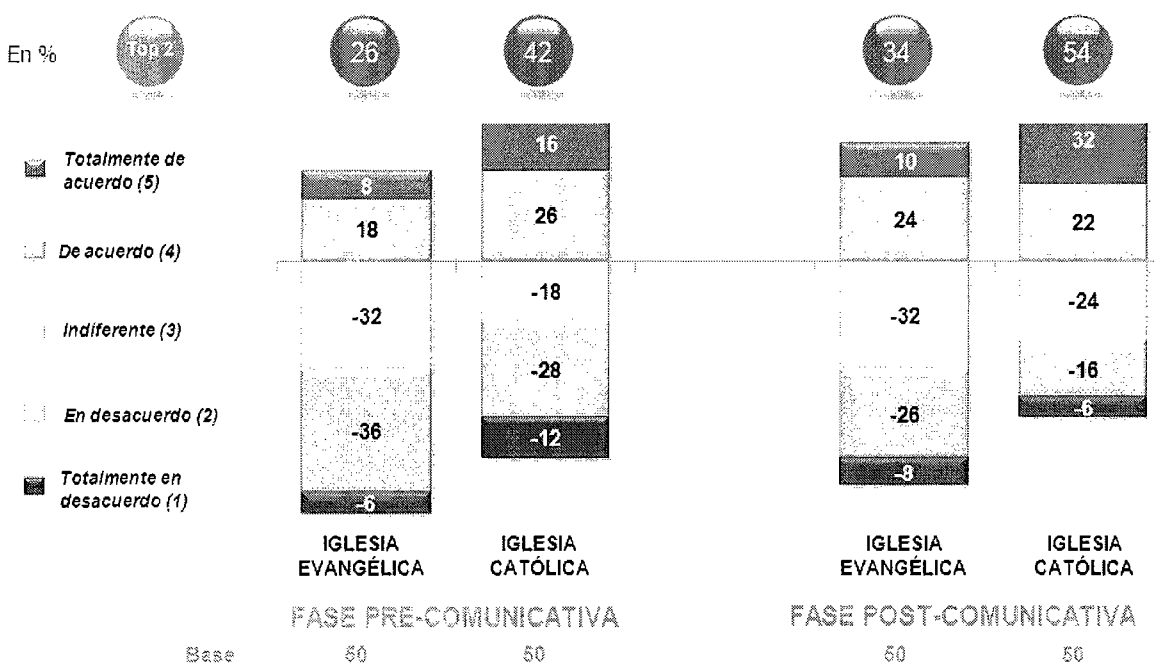 En % Top 2 26 42 34 54
Totalmente de
acuerdo (5)
De acuerdo (4)
Indiferente (3)
En desacuerdo (2)
Totalmente en
desacuerdo (1)
8
18
-32
-36
-6
16
26
-18
-28
-12
10
24
-32
-26
-8
32
22
-24
-16
-6
IGLESIA
EVANGÉLICA
IGLESIA
CATÓLICA
IGLESIA
EVANGÉLICA
IGLESIA
CATÓLICA
FASE PRE-COMUNICATIVA
FASE POST-COMUNICATIVA
Base 50 50 50 50